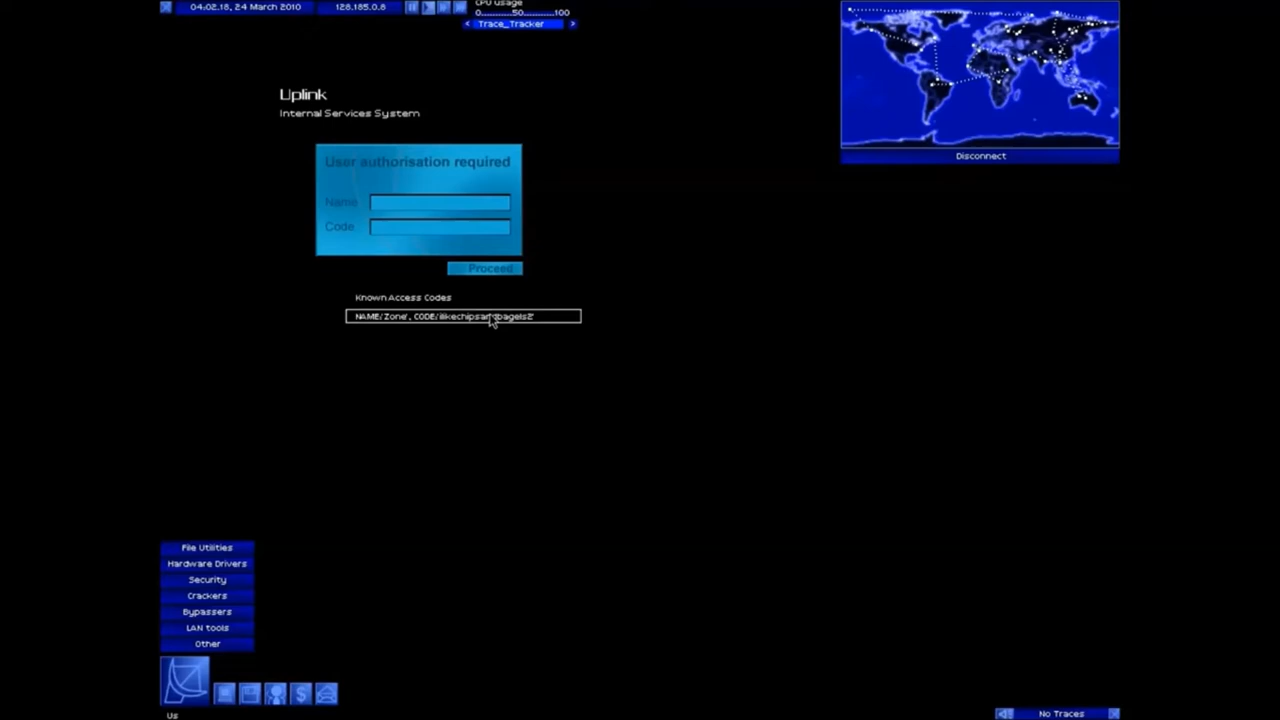 04:02.18, 24 March 2010
128.185.0.8
CPU usage
0..........50..........100
< Trace_Tracker >
Uplink
Internal Services System
User authorisation required
Name
Code
Proceed
Known Access Codes
NAME:'Zone', CODE:
Disconnect
File Utilities
Hardware Drivers
Security
Crackers
Bypassers
LAN tools
Other
$
Us
No Traces